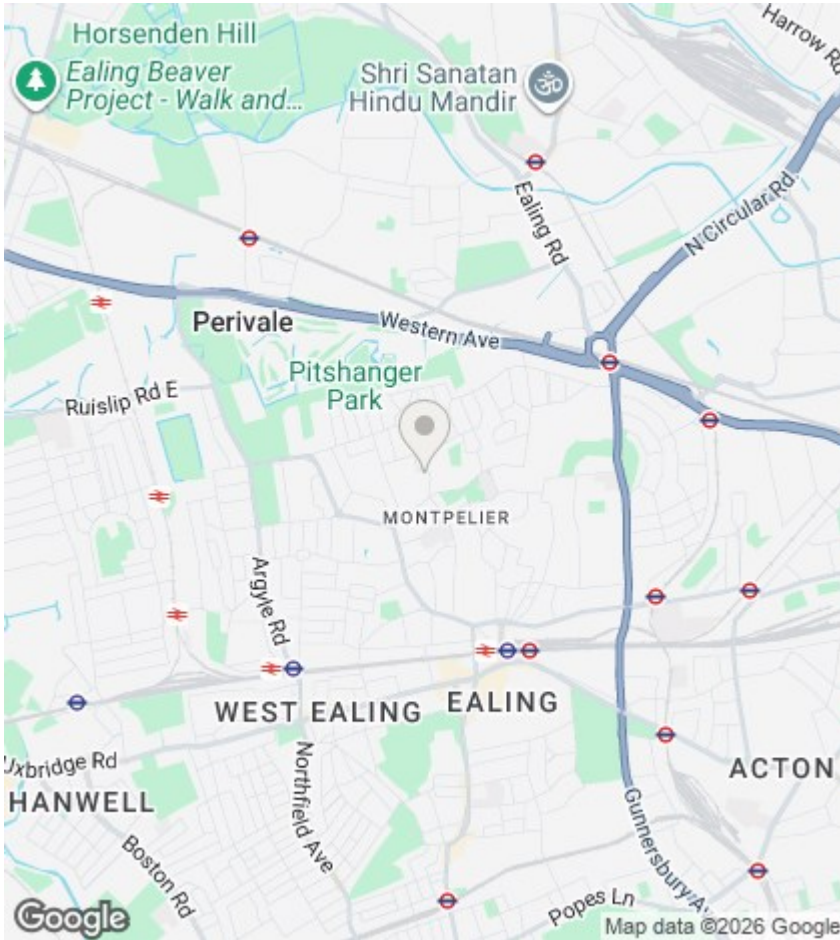 Horsenden Hill
Harrow Rd
Ealing Beaver
Project - Walk and...
Shri Sanatan
Hindu Mandir
Ealing Rd
N Circular Rd
Perivale
Western Ave
Pitshanger
Park
Ruislip Rd E
MONTPELIER
Argyle Rd
WEST EALING
EALING
Uxbridge Rd
HANWELL
Northfield Ave
ACTON
Boston Rd
Gunnersbury Av
Popes Ln
Google
Map data ©2026 Google